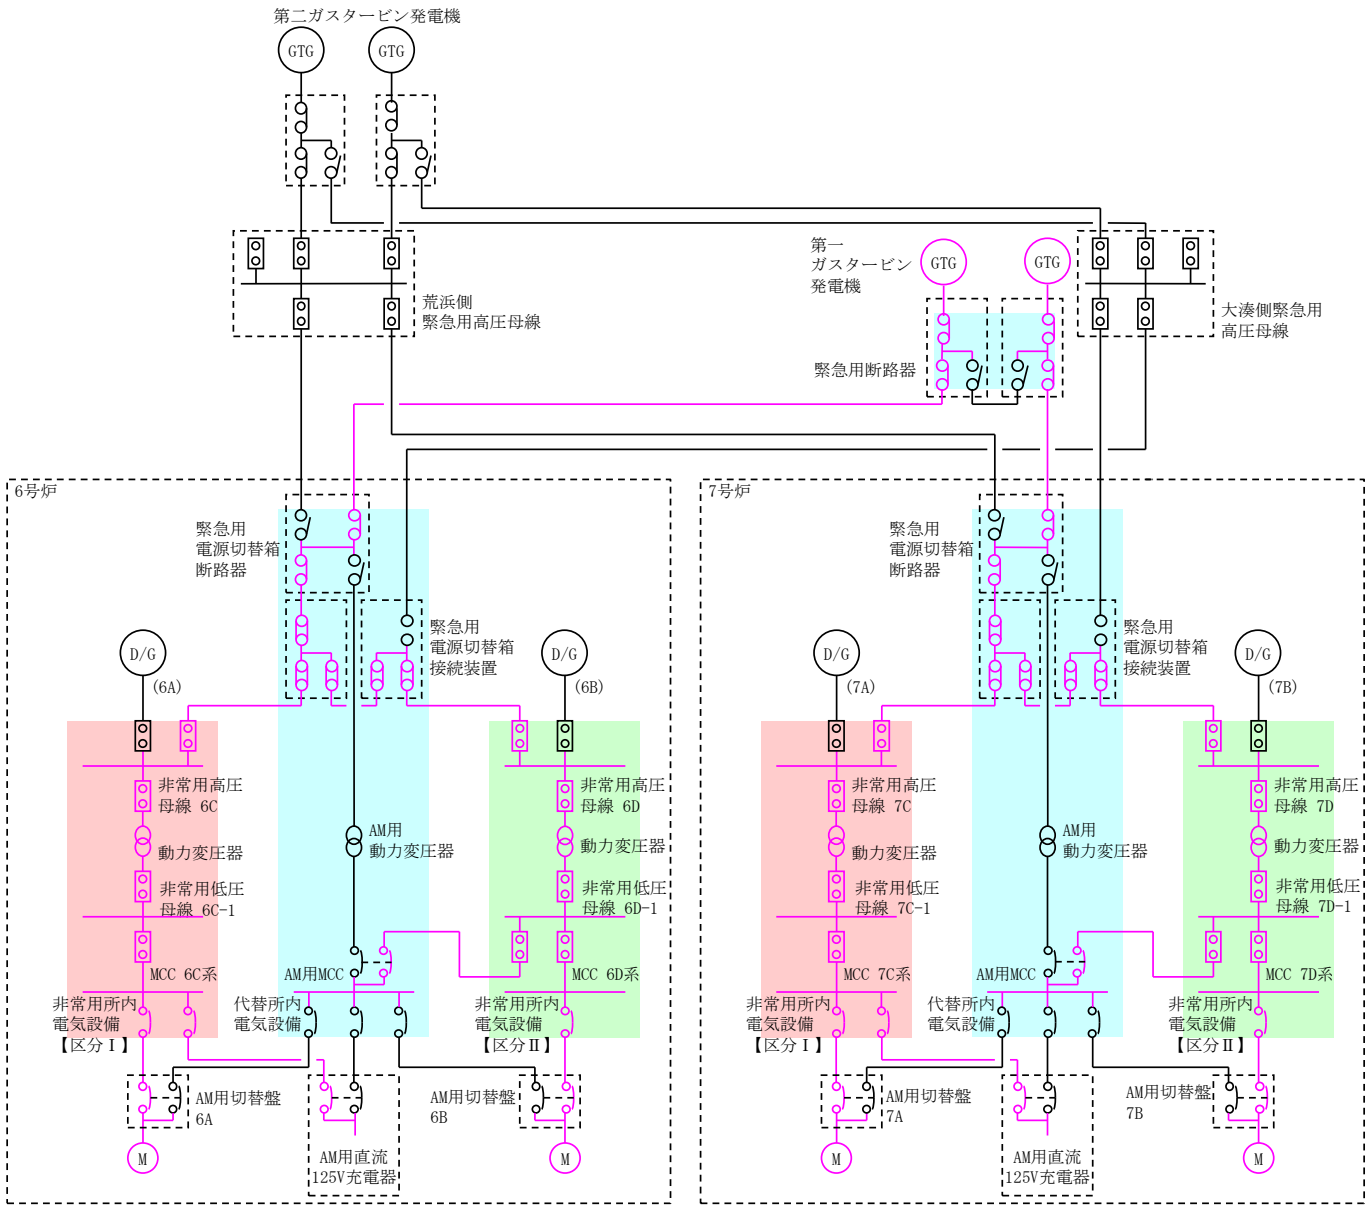 第二ガスタービン発電機
GTG
GTG
第一
ガスタービン
発電機
GTG
GTG
荒浜側
緊急用高圧母線
大湊側緊急用
高圧母線
緊急用断路器
6号炉
緊急用
電源切替箱
断路器
緊急用
電源切替箱
接続装置
D/G
(6A)
D/G
(6B)
非常用高圧
母線 6C
動力変圧器
非常用低圧
母線 6C-1
MCC 6C系
非常用所内
電気設備
【区分Ⅰ】
AM用
動力変圧器
AM用MCC
代替所内
電気設備
非常用高圧
母線 6D
動力変圧器
非常用低圧
母線 6D-1
MCC 6D系
非常用所内
電気設備
【区分Ⅱ】
AM用切替盤
6A
AM用切替盤
6B
M
AM用直流
125V充電器
M
7号炉
緊急用
電源切替箱
断路器
緊急用
電源切替箱
接続装置
D/G
(7A)
D/G
(7B)
非常用高圧
母線 7C
動力変圧器
非常用低圧
母線 7C-1
MCC 7C系
非常用所内
電気設備
【区分Ⅰ】
AM用
動力変圧器
AM用MCC
代替所内
電気設備
非常用高圧
母線 7D
動力変圧器
非常用低圧
母線 7D-1
MCC 7D系
非常用所内
電気設備
【区分Ⅱ】
AM用切替盤
7A
AM用切替盤
7B
M
AM用直流
125V充電器
M